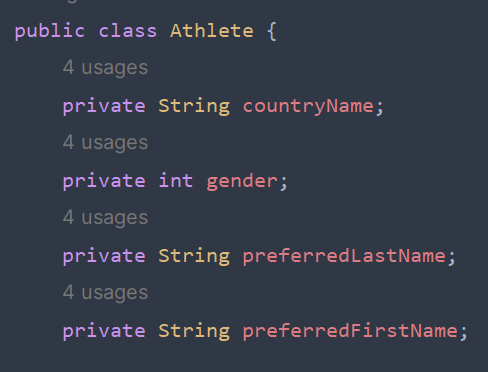 public class Athlete {
4 usages
private String countryName;
4 usages
private int gender;
4 usages
private String preferredLastName;
4 usages
private String preferredFirstName;